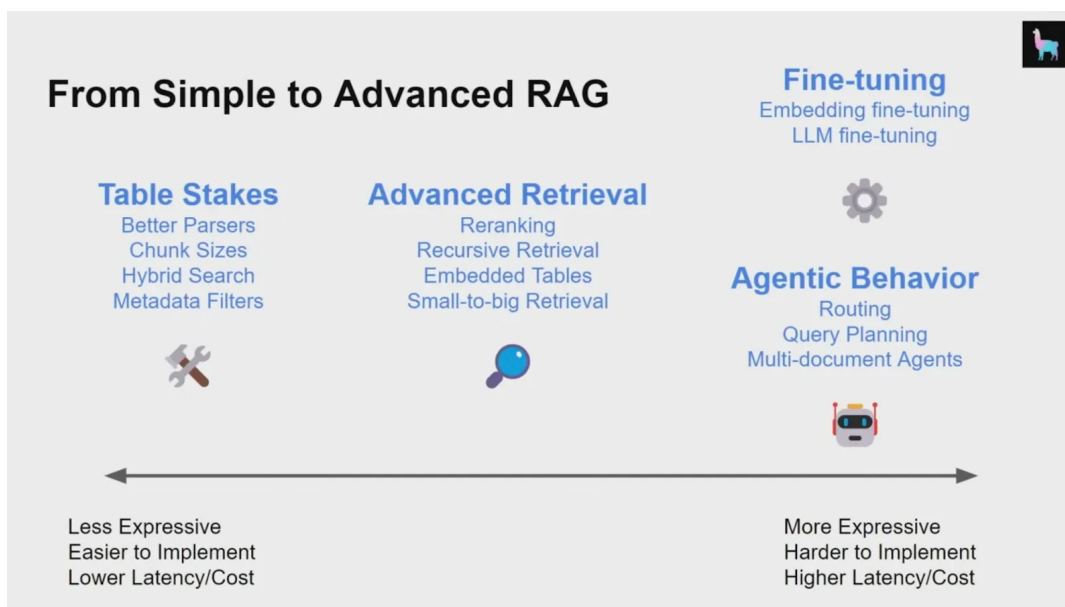 From Simple to Advanced RAG
Table Stakes
Better Parsers
Chunk Sizes
Hybrid Search
Metadata Filters
Advanced Retrieval
Reranking
Recursive Retrieval
Embedded Tables
Small-to-big Retrieval
Fine-tuning
Embedding fine-tuning
LLM fine-tuning
Agentic Behavior
Routing
Query Planning
Multi-document Agents
Less Expressive
Easier to Implement
Lower Latency/Cost
More Expressive
Harder to Implement
Higher Latency/Cost